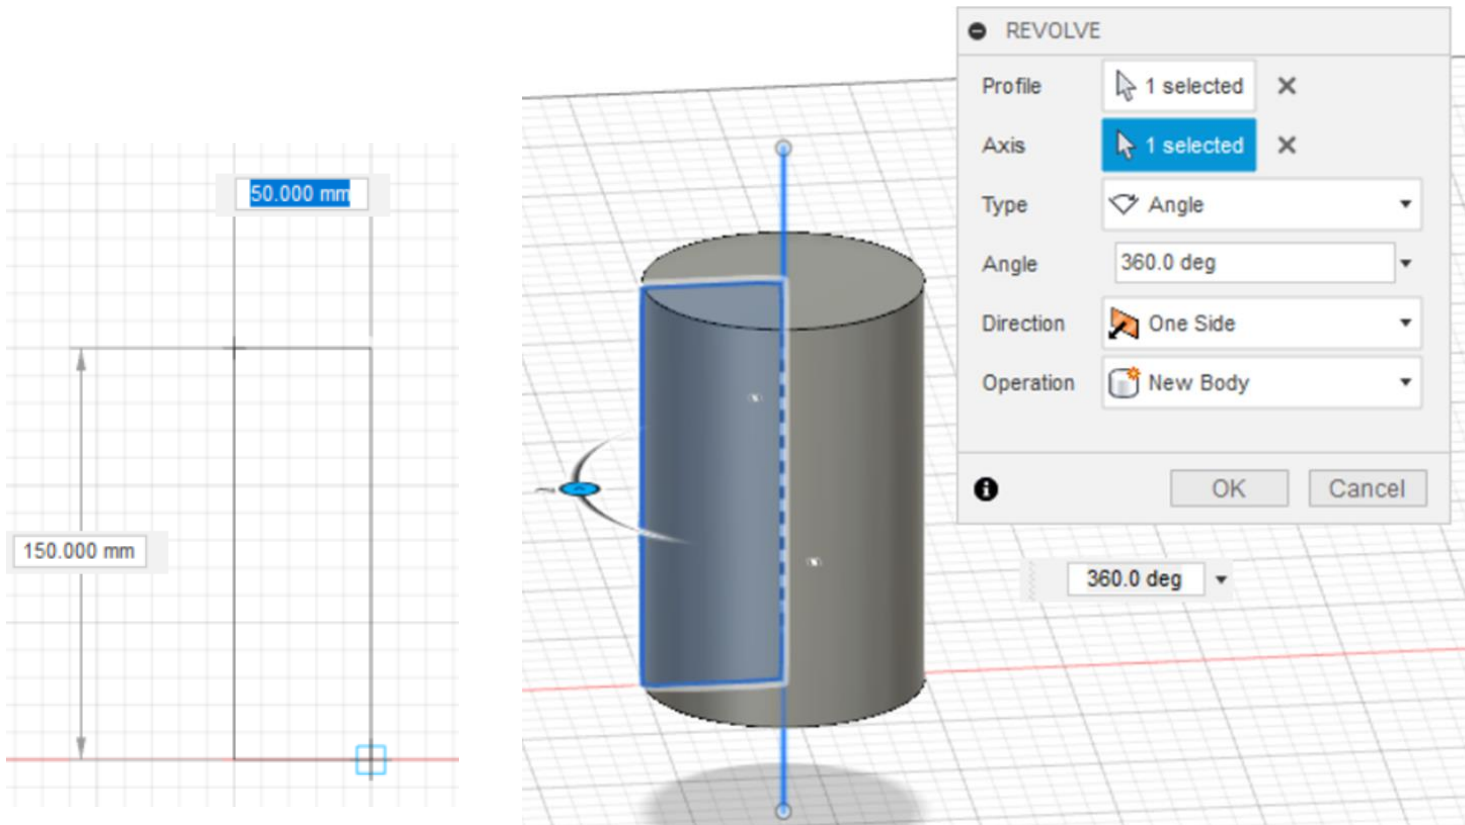 50.000 mm
150.000 mm
REVOLVE
Profile 1 selected
Axis 1 selected
Type Angle
Angle 360.0 deg
Direction One Side
Operation New Body
OK Cancel
360.0 deg